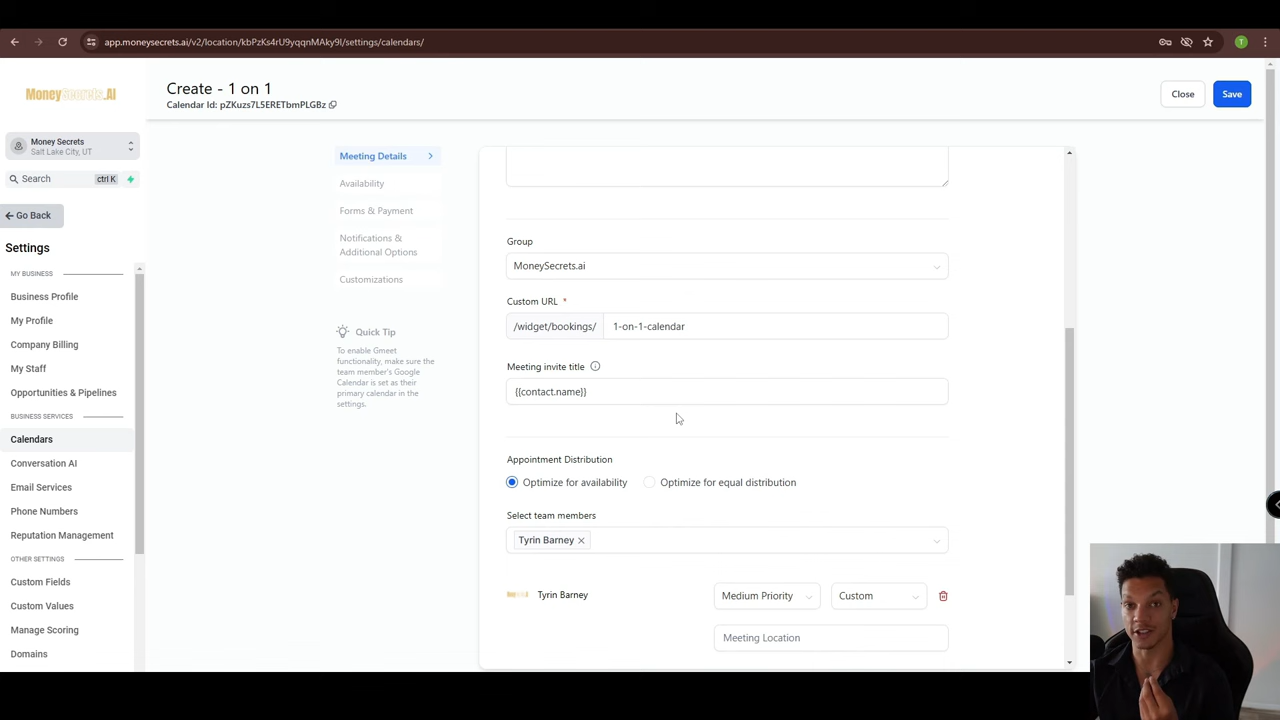 app.moneysecrets.ai/v2/location/kbPzKs4rU9yqqnMAky9I/settings/calendars/
T
MoneySecrets.AI
Money Secrets
Salt Lake City, UT
Search
ctrl K
Go Back
Settings
MY BUSINESS
Business Profile
My Profile
Company Billing
My Staff
Opportunities & Pipelines
BUSINESS SERVICES
Calendars
Conversation AI
Email Services
Phone Numbers
Reputation Management
OTHER SETTINGS
Custom Fields
Custom Values
Manage Scoring
Domains
Create - 1 on 1
Calendar Id: pZKuzs7L5ERETbmPLGBz
Close
Save
Meeting Details
Availability
Forms & Payment
Notifications &
Additional Options
Customizations
Quick Tip
To enable Gmeet
functionality, make sure the
team member's Google
Calendar is set as their
primary calendar in the
settings.
Group
MoneySecrets.ai
Custom URL *
/widget/bookings/ 1-on-1-calendar
Meeting invite title
{{contact.name}}
Appointment Distribution
Optimize for availability
Optimize for equal distribution
Select team members
Tyrin Barney
Tyrin Barney
Medium Priority
Custom
Meeting Location